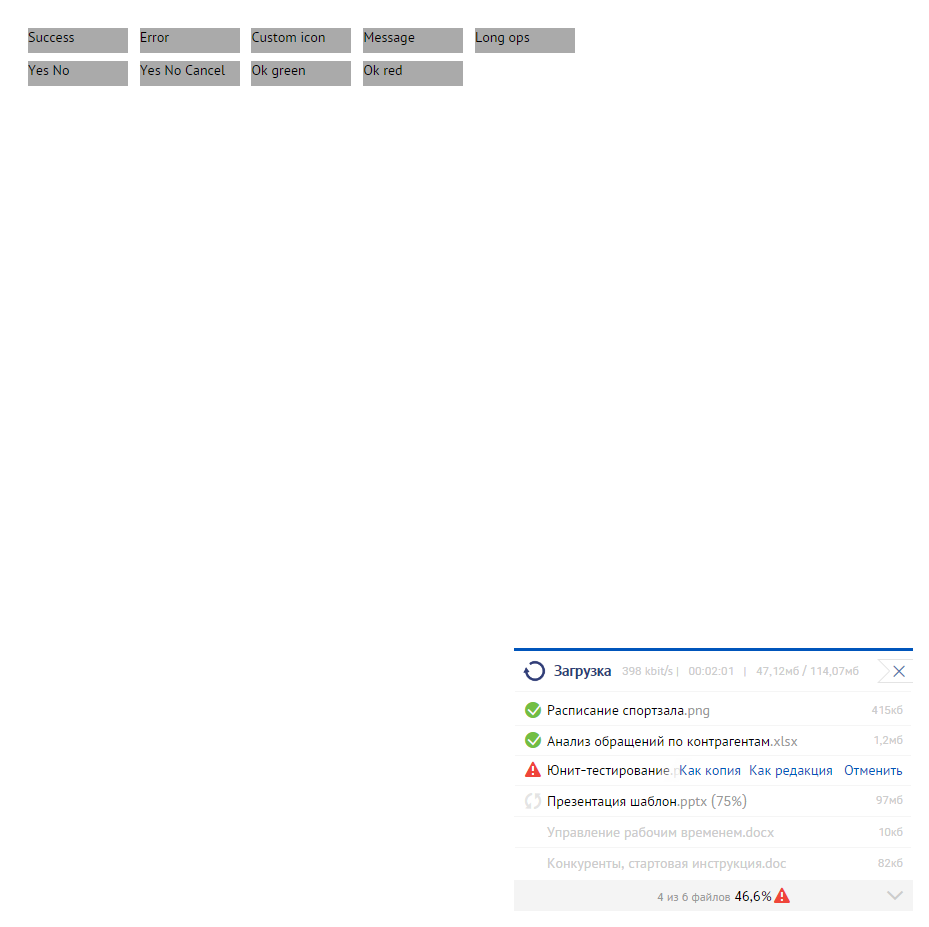 Success Error Custom icon Message Long ops
Yes No Yes No Cancel Ok green Ok red
Загрузка 398 kbit/s | 00:02:01 | 47,12мб / 114,07мб
Расписание спортзала.png 415кб
Анализ обращений по контрагентам.xlsx 1,2мб
Юнит-тестирование. Как копия Как редакция Отменить
Презентация шаблон.pptx (75%) 97мб
Управление рабочим временем.docx 10кб
Конкуренты, стартовая инструкция.doc 82кб
4 из 6 файлов 46,6%